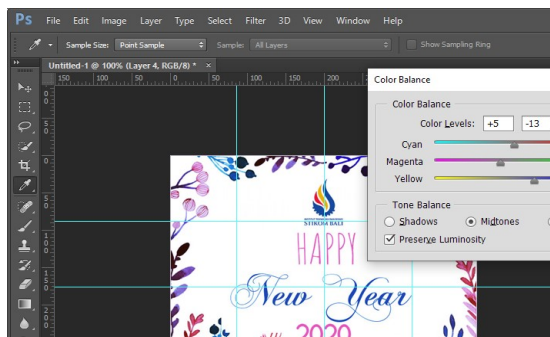 Ps File Edit Image Layer Type Select Filter 3D View Window Help
Sample Size: Point Sample Sample: All Layers Show Sampling Ring
Untitled-1 @ 100% (Layer 4, RGB/8) * ×
150 100 50 0 50 100 150 200
Color Balance
Color Balance
Color Levels: +5 -13
Cyan
Magenta
Yellow
Tone Balance
Shadows Midtones
Preserve Luminosity
STIKOM BALI
HAPPY
New Year
2020